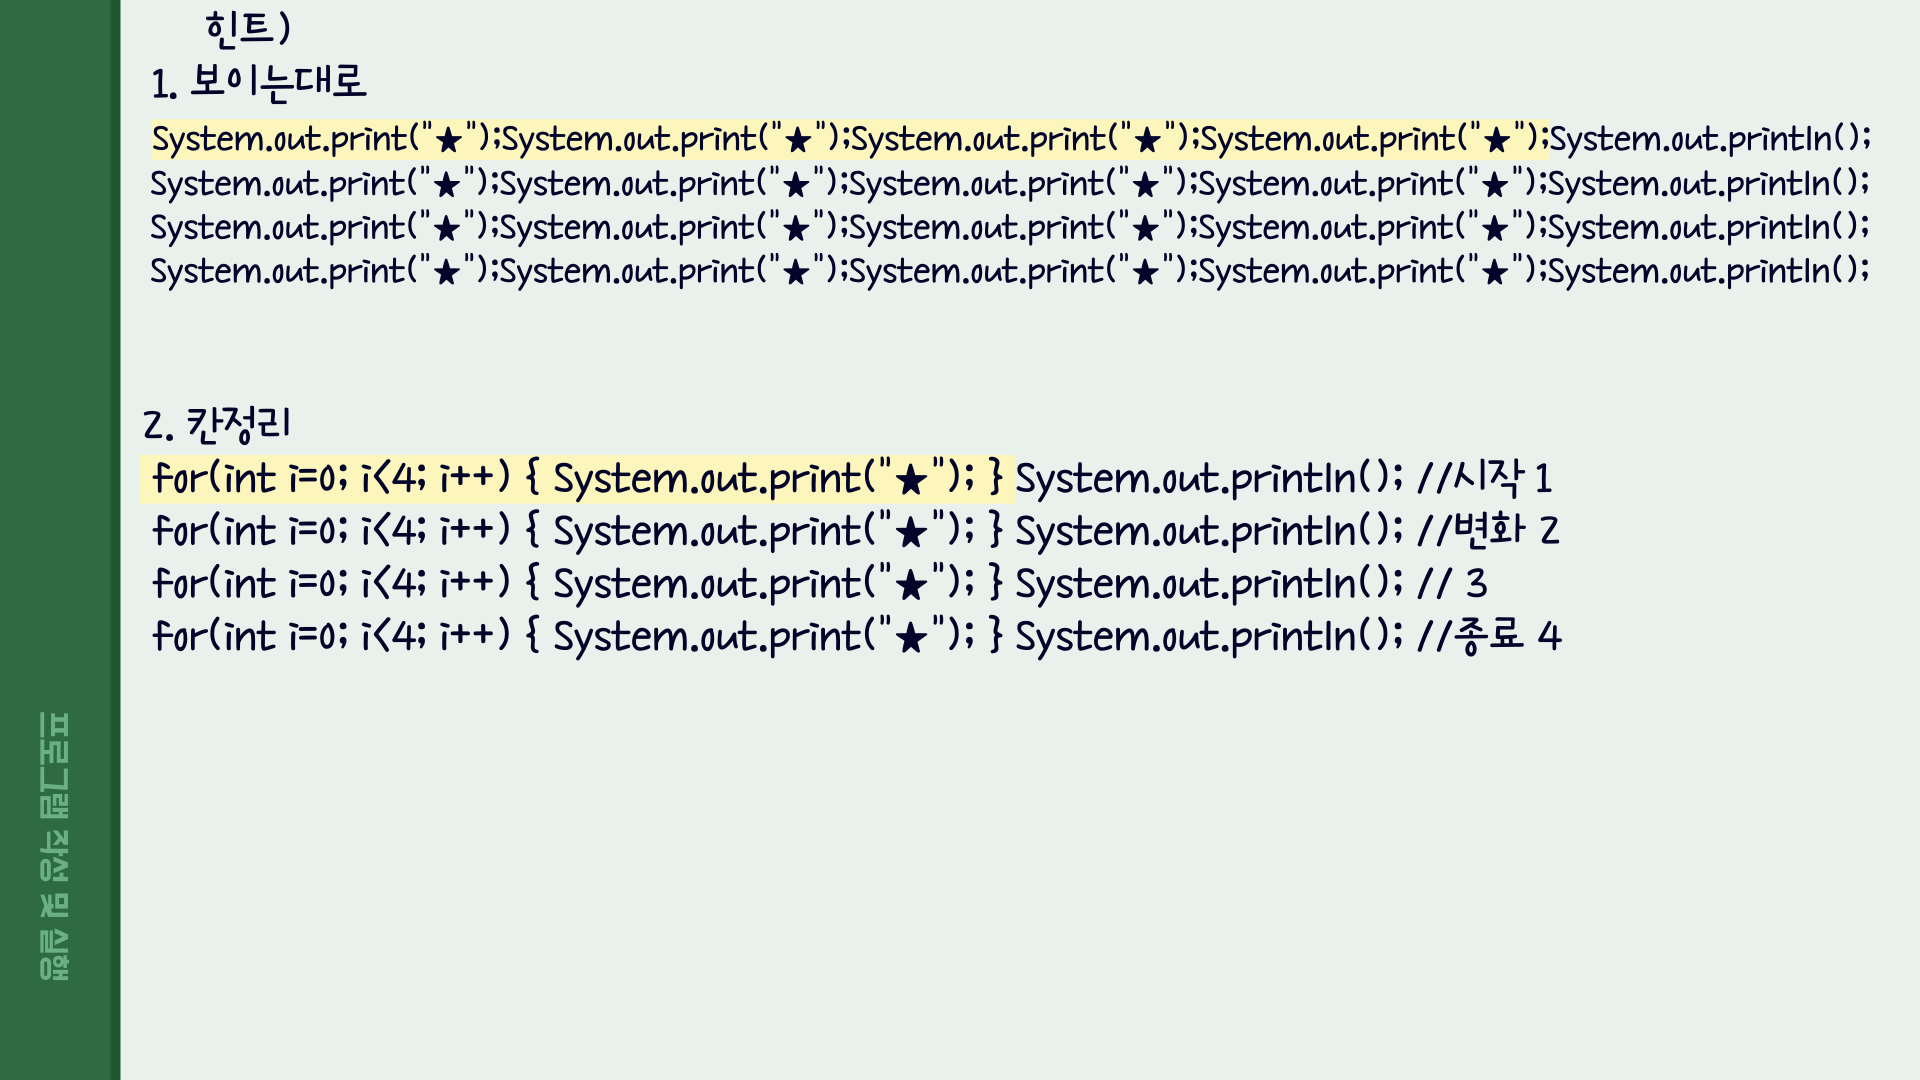 힌트)
1. 보이는대로
System.out.print("★");System.out.print("★");System.out.print("★");System.out.print("★");System.out.println();
System.out.print("★");System.out.print("★");System.out.print("★");System.out.print("★");System.out.println();
System.out.print("★");System.out.print("★");System.out.print("★");System.out.print("★");System.out.println();
System.out.print("★");System.out.print("★");System.out.print("★");System.out.print("★");System.out.println();
2. 칸정리
for(int i=0; i<4; i++) { System.out.print("★"); } System.out.println(); //시작 1
for(int i=0; i<4; i++) { System.out.print("★"); } System.out.println(); //변화 2
for(int i=0; i<4; i++) { System.out.print("★"); } System.out.println(); // 3
for(int i=0; i<4; i++) { System.out.print("★"); } System.out.println(); //종료 4
프로그램 작성 및 실행